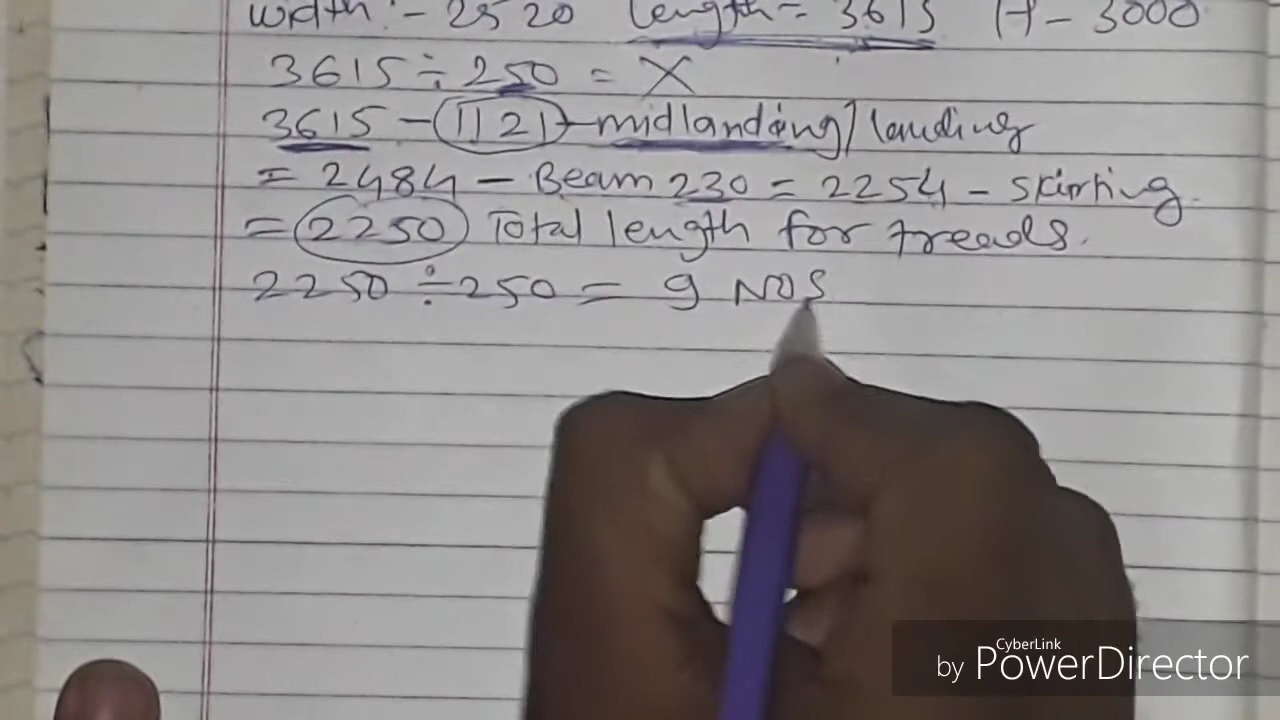 width :- 2520 length = 3615 H - 3000
3615 ÷ 250 = X
3615 - 1121 - midlanding/landing
= 2484 - Beam 230 = 2254 - skirting
= 2250 Total length for treads.
2250 ÷ 250 = 9 NOS
CyberLink
by PowerDirector